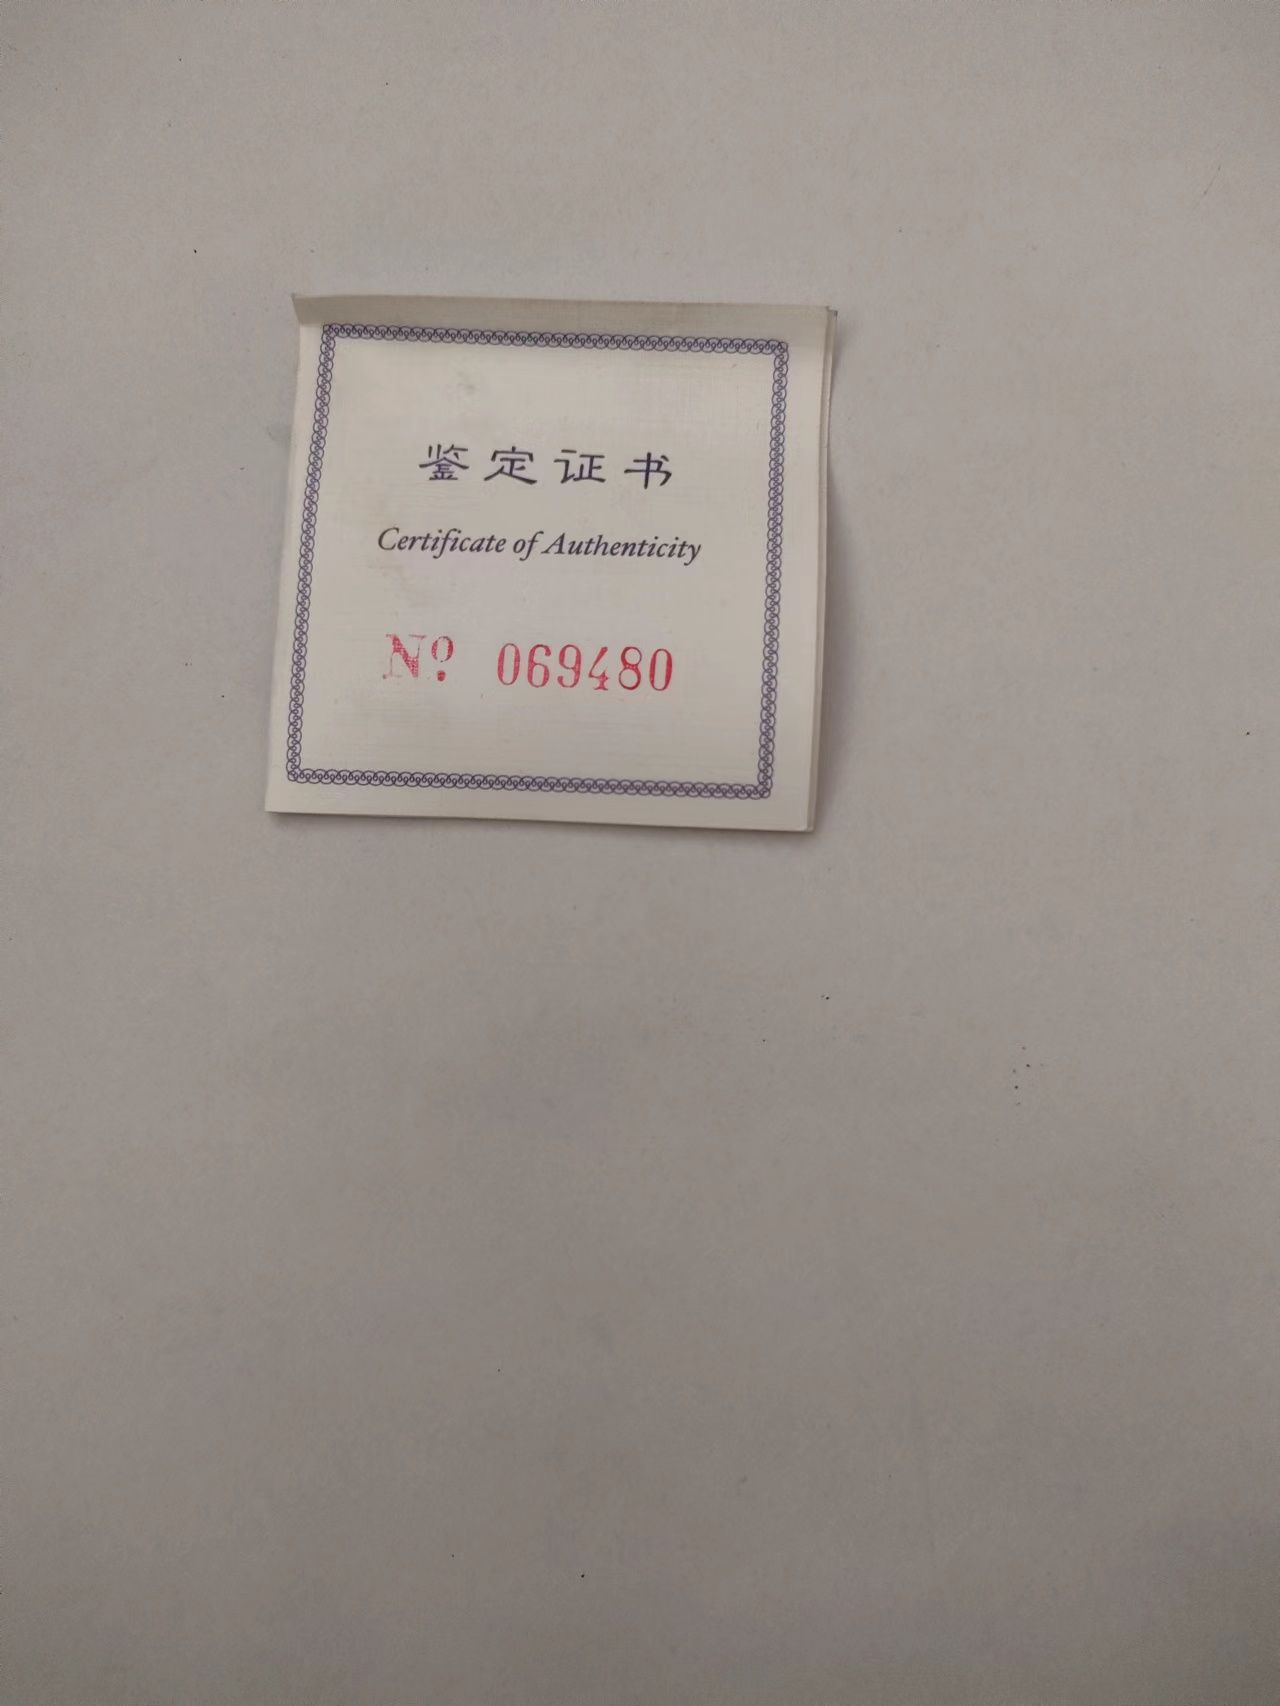 鉴定证书
Certificate of Authenticity
Nº 069480